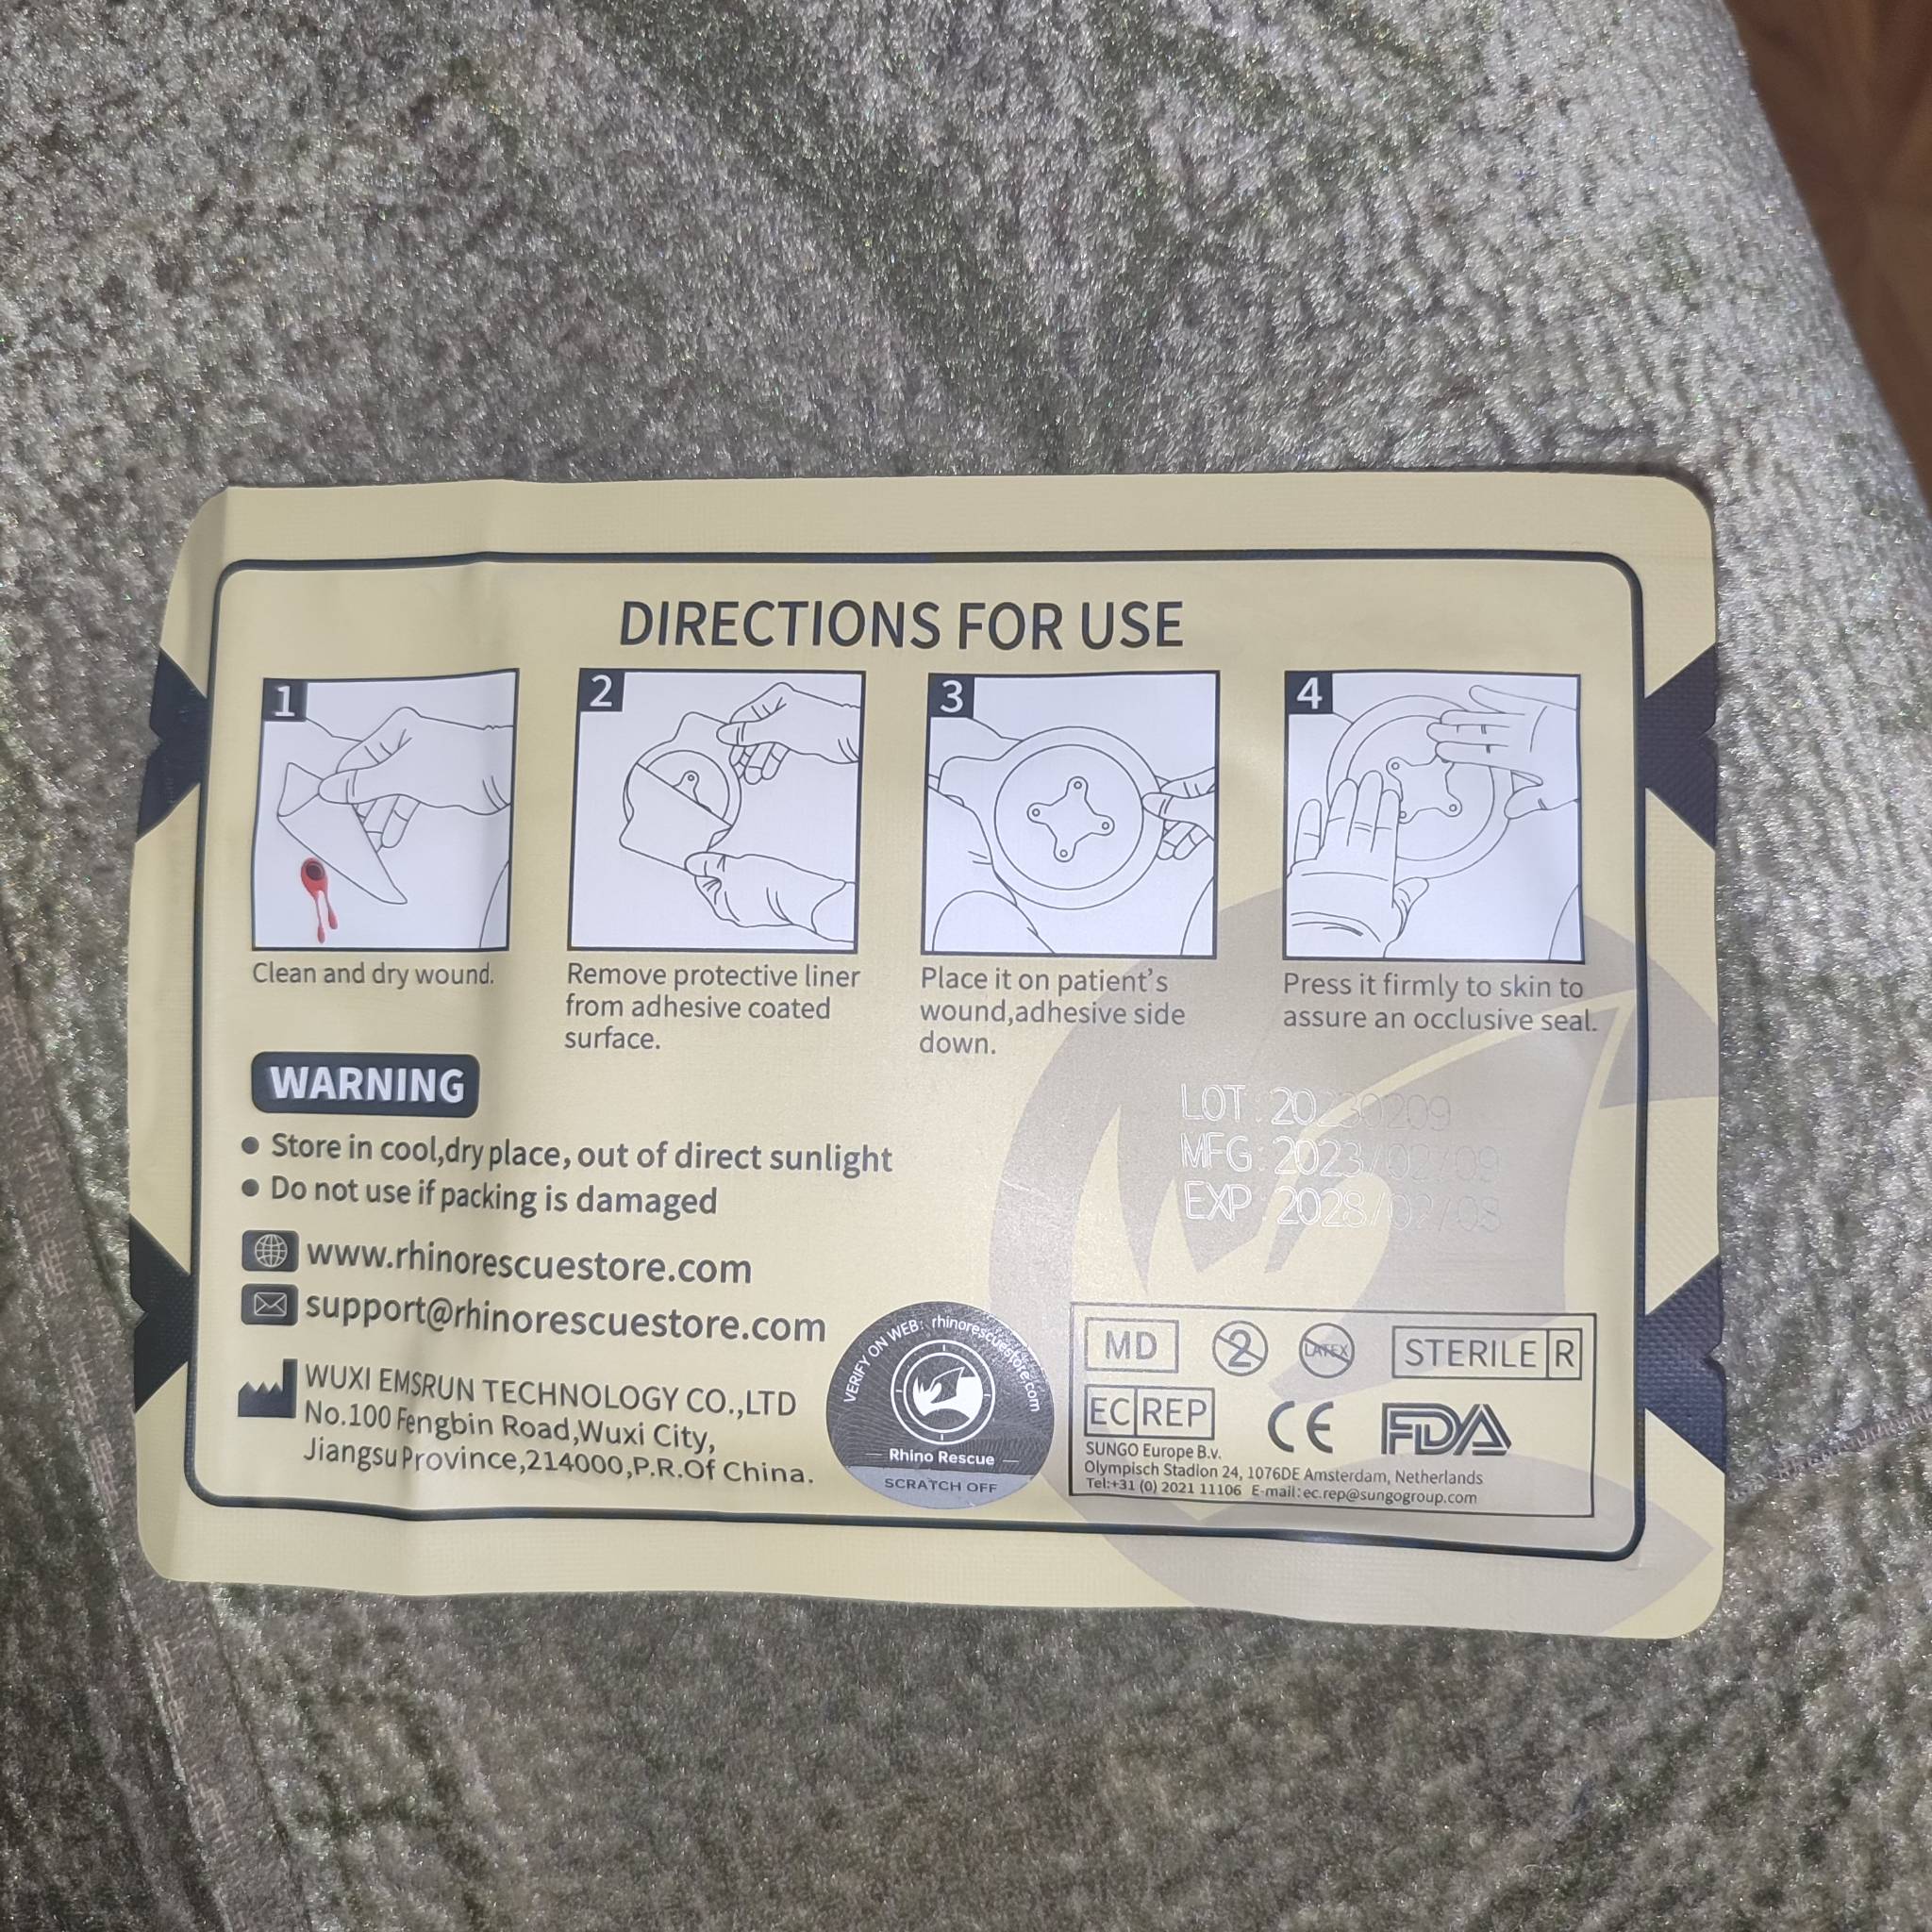 DIRECTIONS FOR USE
1
2
3
4
Clean and dry wound.
Remove protective liner
from adhesive coated
surface.
Place it on patient's
wound,adhesive side
down.
Press it firmly to skin to
assure an occlusive seal.
WARNING
● Store in cool,dry place, out of direct sunlight
● Do not use if packing is damaged
www.rhinorescuestore.com
support@rhinorescuestore.com
WUXI EMSRUN TECHNOLOGY CO.,LTD
No.100 Fengbin Road,Wuxi City,
Jiangsu Province,214000,P.R.Of China.
LOT:20230209
MFG:2023/02/09
EXP:2028/02/08
VERIFY ON WEB: rhinorescuestore.com
Rhino Rescue
SCRATCH OFF
MD 2 LATEX STERILE R
EC REP CE FDA
SUNGO Europe B.v.
Olympisch Stadion 24, 1076DE Amsterdam, Netherlands
Tel:+31 (0) 2021 11106 E-mail:ec.rep@sungogroup.com